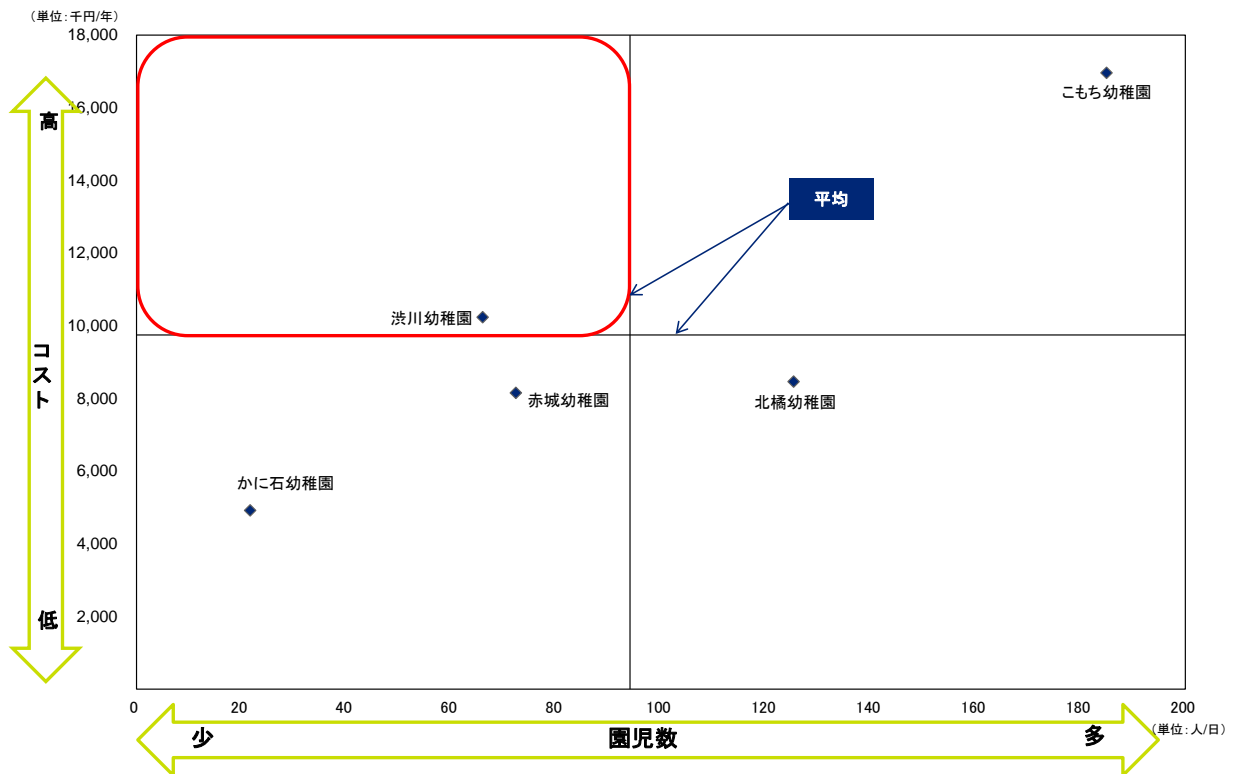 （単位：千円/年）
18,000
16,000
14,000
12,000
10,000
8,000
6,000
4,000
2,000
高
コスト
低
こもち幼稚園
平均
渋川幼稚園
赤城幼稚園
北橘幼稚園
かに石幼稚園
0 20 40 60 80 100 120 140 160 180 200
（単位：人/日）
少 園児数 多